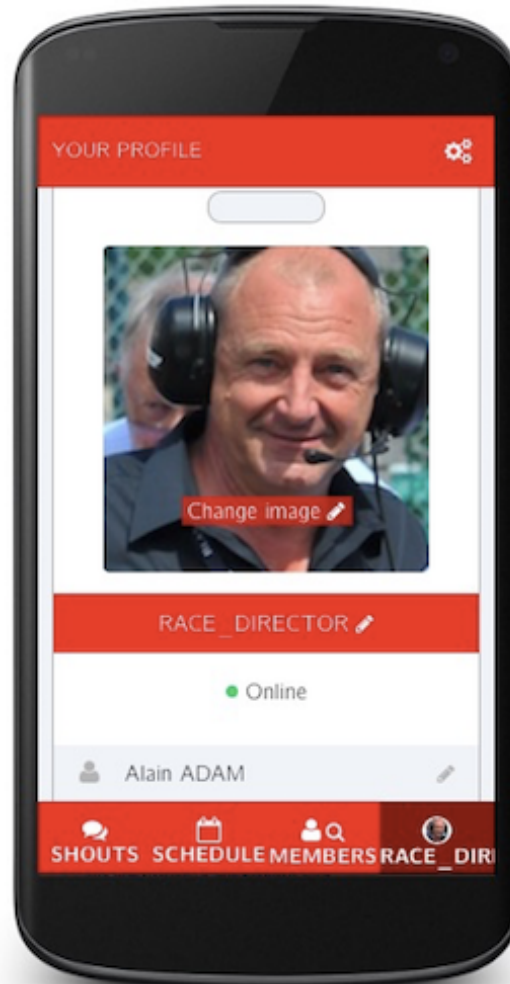 YOUR PROFILE
Change image
RACE_DIRECTOR
Online
Alain ADAM
SHOUTS SCHEDULE MEMBERS RACE_DIR